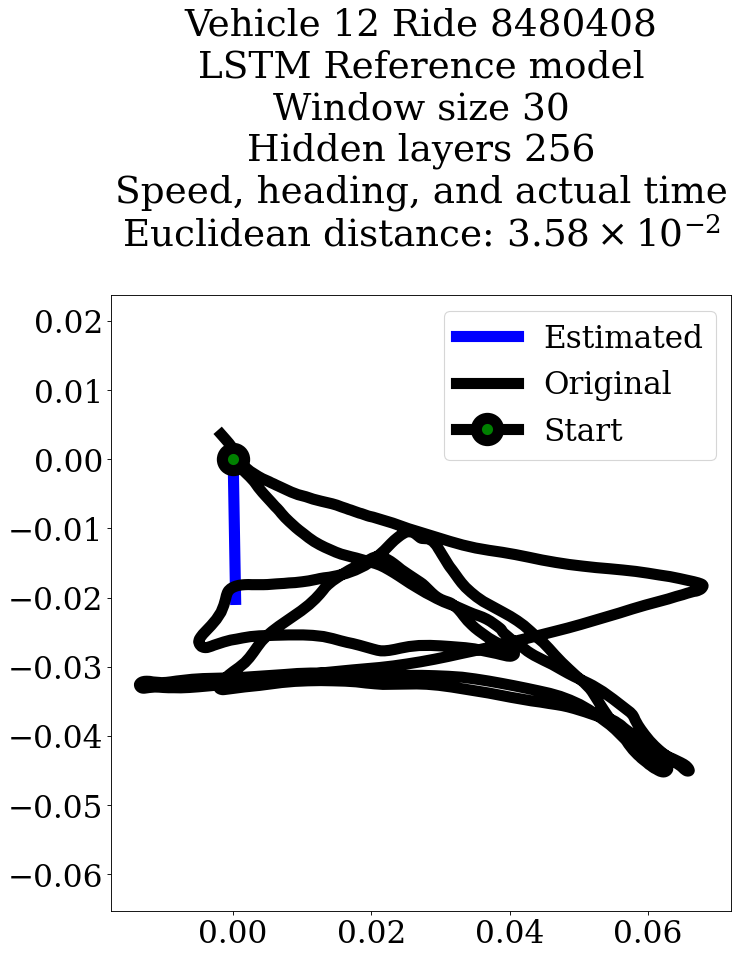 Vehicle 12 Ride 8480408
LSTM Reference model
Window size 30
Hidden layers 256
Speed, heading, and actual time
Euclidean distance: 3.58 × 10⁻²
Estimated
Original
Start
0.02
0.01
0.00
−0.01
−0.02
−0.03
−0.04
−0.05
−0.06
0.00 0.02 0.04 0.06